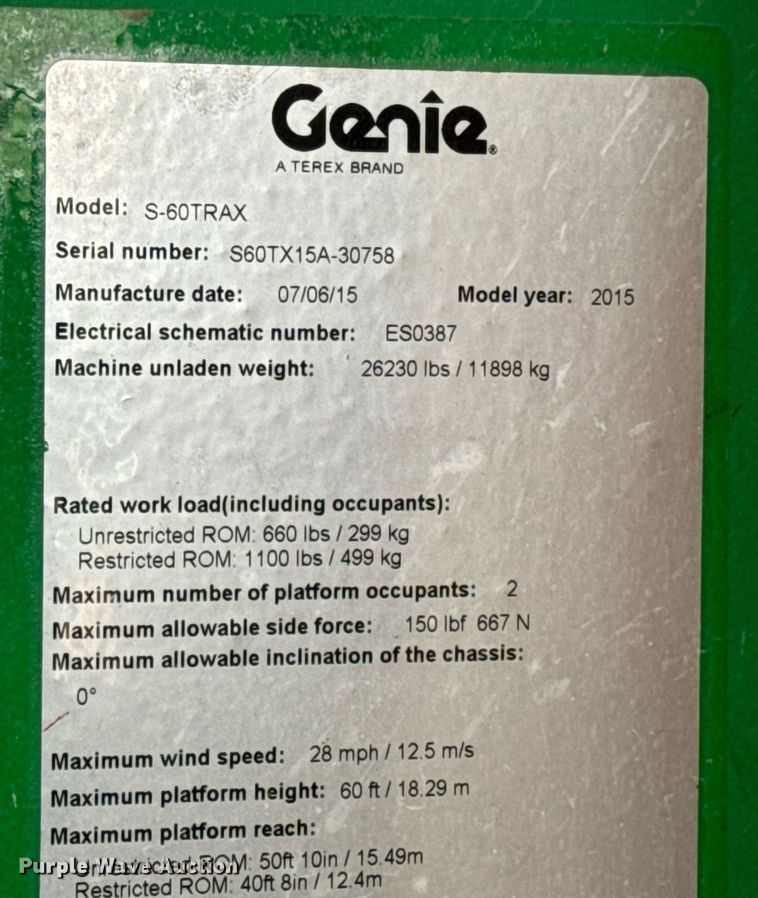 Genie®
A TEREX BRAND
Model: S-60TRAX
Serial number: S60TX15A-30758
Manufacture date: 07/06/15 Model year: 2015
Electrical schematic number: ES0387
Machine unladen weight: 26230 lbs / 11898 kg
Rated work load(including occupants):
Unrestricted ROM: 660 lbs / 299 kg
Restricted ROM: 1100 lbs / 499 kg
Maximum number of platform occupants: 2
Maximum allowable side force: 150 lbf 667 N
Maximum allowable inclination of the chassis:
0°
Maximum wind speed: 28 mph / 12.5 m/s
Maximum platform height: 60 ft / 18.29 m
Maximum platform reach:
Unrestricted ROM: 50ft 10in / 15.49m
Purple Wave Auction
Restricted ROM: 40ft 8in / 12.4m